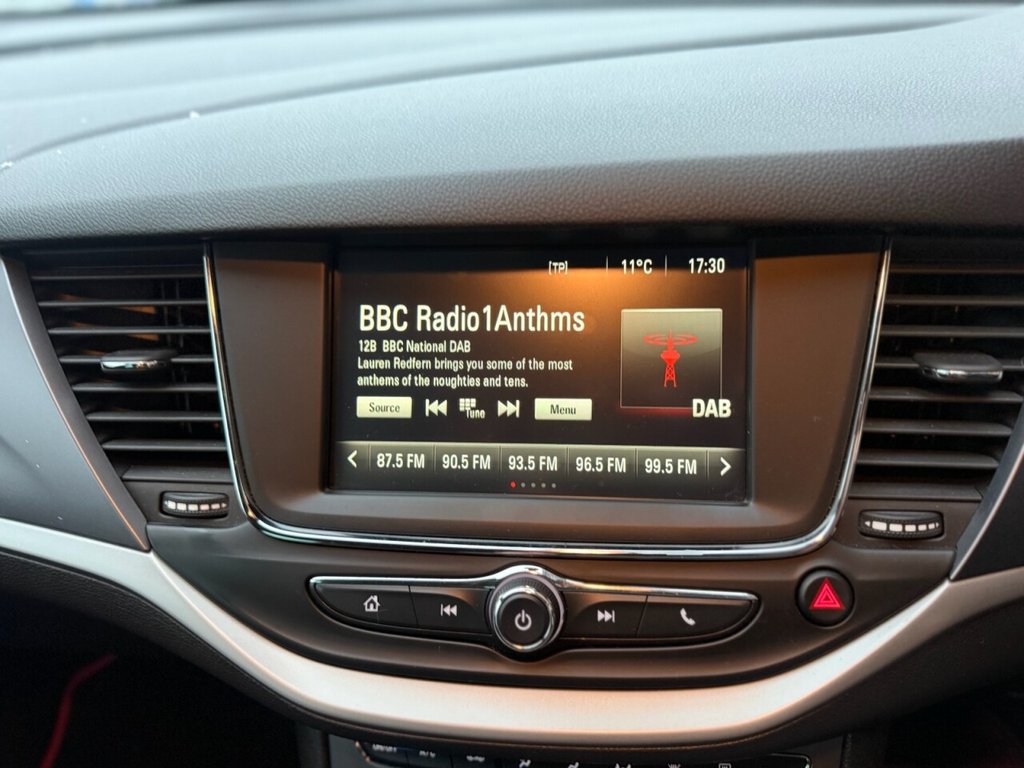 [TP] 11°C 17:30
BBC Radio1Anthms
12B BBC National DAB
Lauren Redfern brings you some of the most
anthems of the noughties and tens.
Source Tune Menu
DAB
87.5 FM 90.5 FM 93.5 FM 96.5 FM 99.5 FM